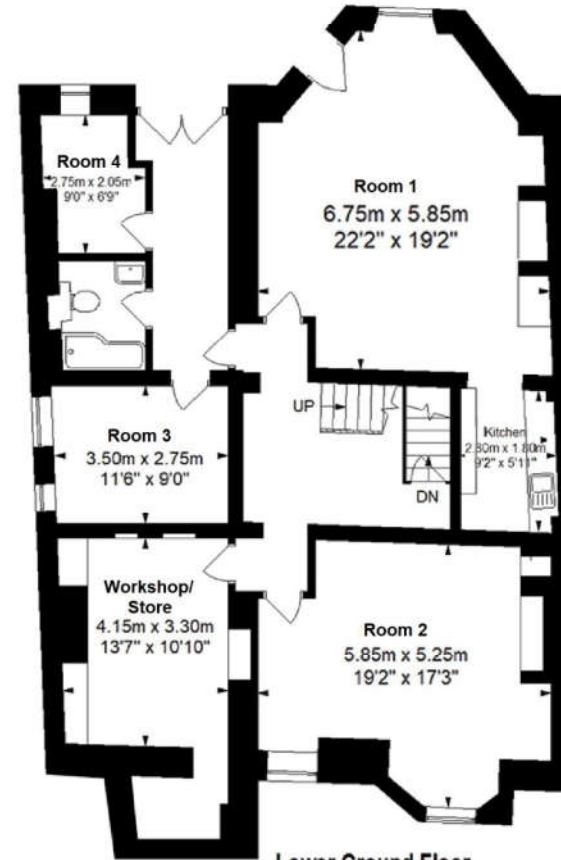 Room 4
2.75m x 2.05m
9'0" x 6'9"
Room 1
6.75m x 5.85m
22'2" x 19'2"
UP
DN
Kitchen
2.80m x 1.80m
9'2" x 5'11"
Room 3
3.50m x 2.75m
11'6" x 9'0"
Workshop/
Store
4.15m x 3.30m
13'7" x 10'10"
Room 2
5.85m x 5.25m
19'2" x 17'3"
Lower Ground Floor